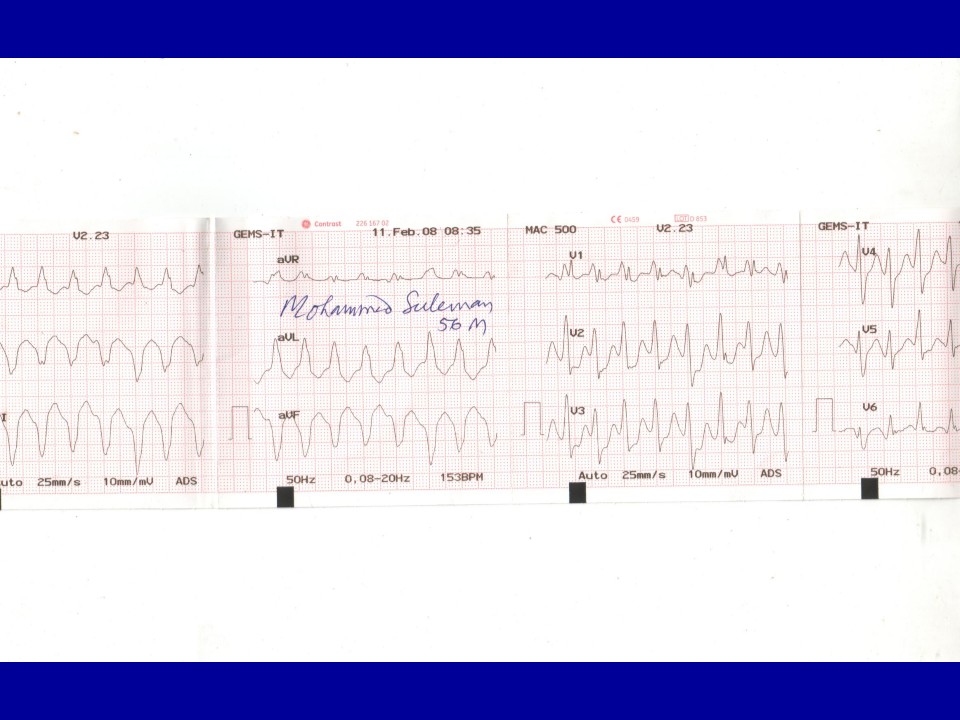 V2.23
I
uto 25mm/s 10mm/mV ADS
Contrast 226 167 02
GEMS-IT 11.Feb.08 08:35
aVR
Mohammed Suleman
56 M
aVL
aVF
50Hz 0,08-20Hz 153BPM
CE 0459 D 853
MAC 500 V2.23
V1
V2
V3
Auto 25mm/s 10mm/mV ADS
GEMS-IT
V4
V5
V6
50Hz 0,08-